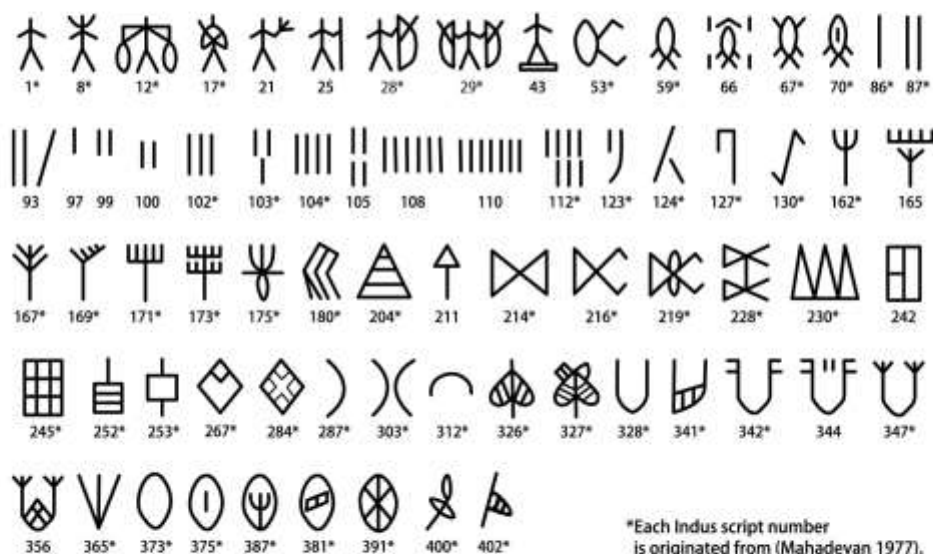 1* 8* 12* 17* 21 25 28* 29* 43 53* 59* 66 67* 70* 86* 87*
93 97 99 100 102* 103* 104* 105 108 110 112* 123* 124* 127* 130* 162* 165
167* 169* 171* 173* 175* 180* 204* 211 214* 216* 219* 228* 230* 242
245* 252* 253* 267* 284* 287* 303* 312* 326* 327* 328* 341* 342* 344 347*
356 365* 373* 375* 387* 381* 391* 400* 402*
*Each Indus script number
is originated from (Mahadevan 1977).